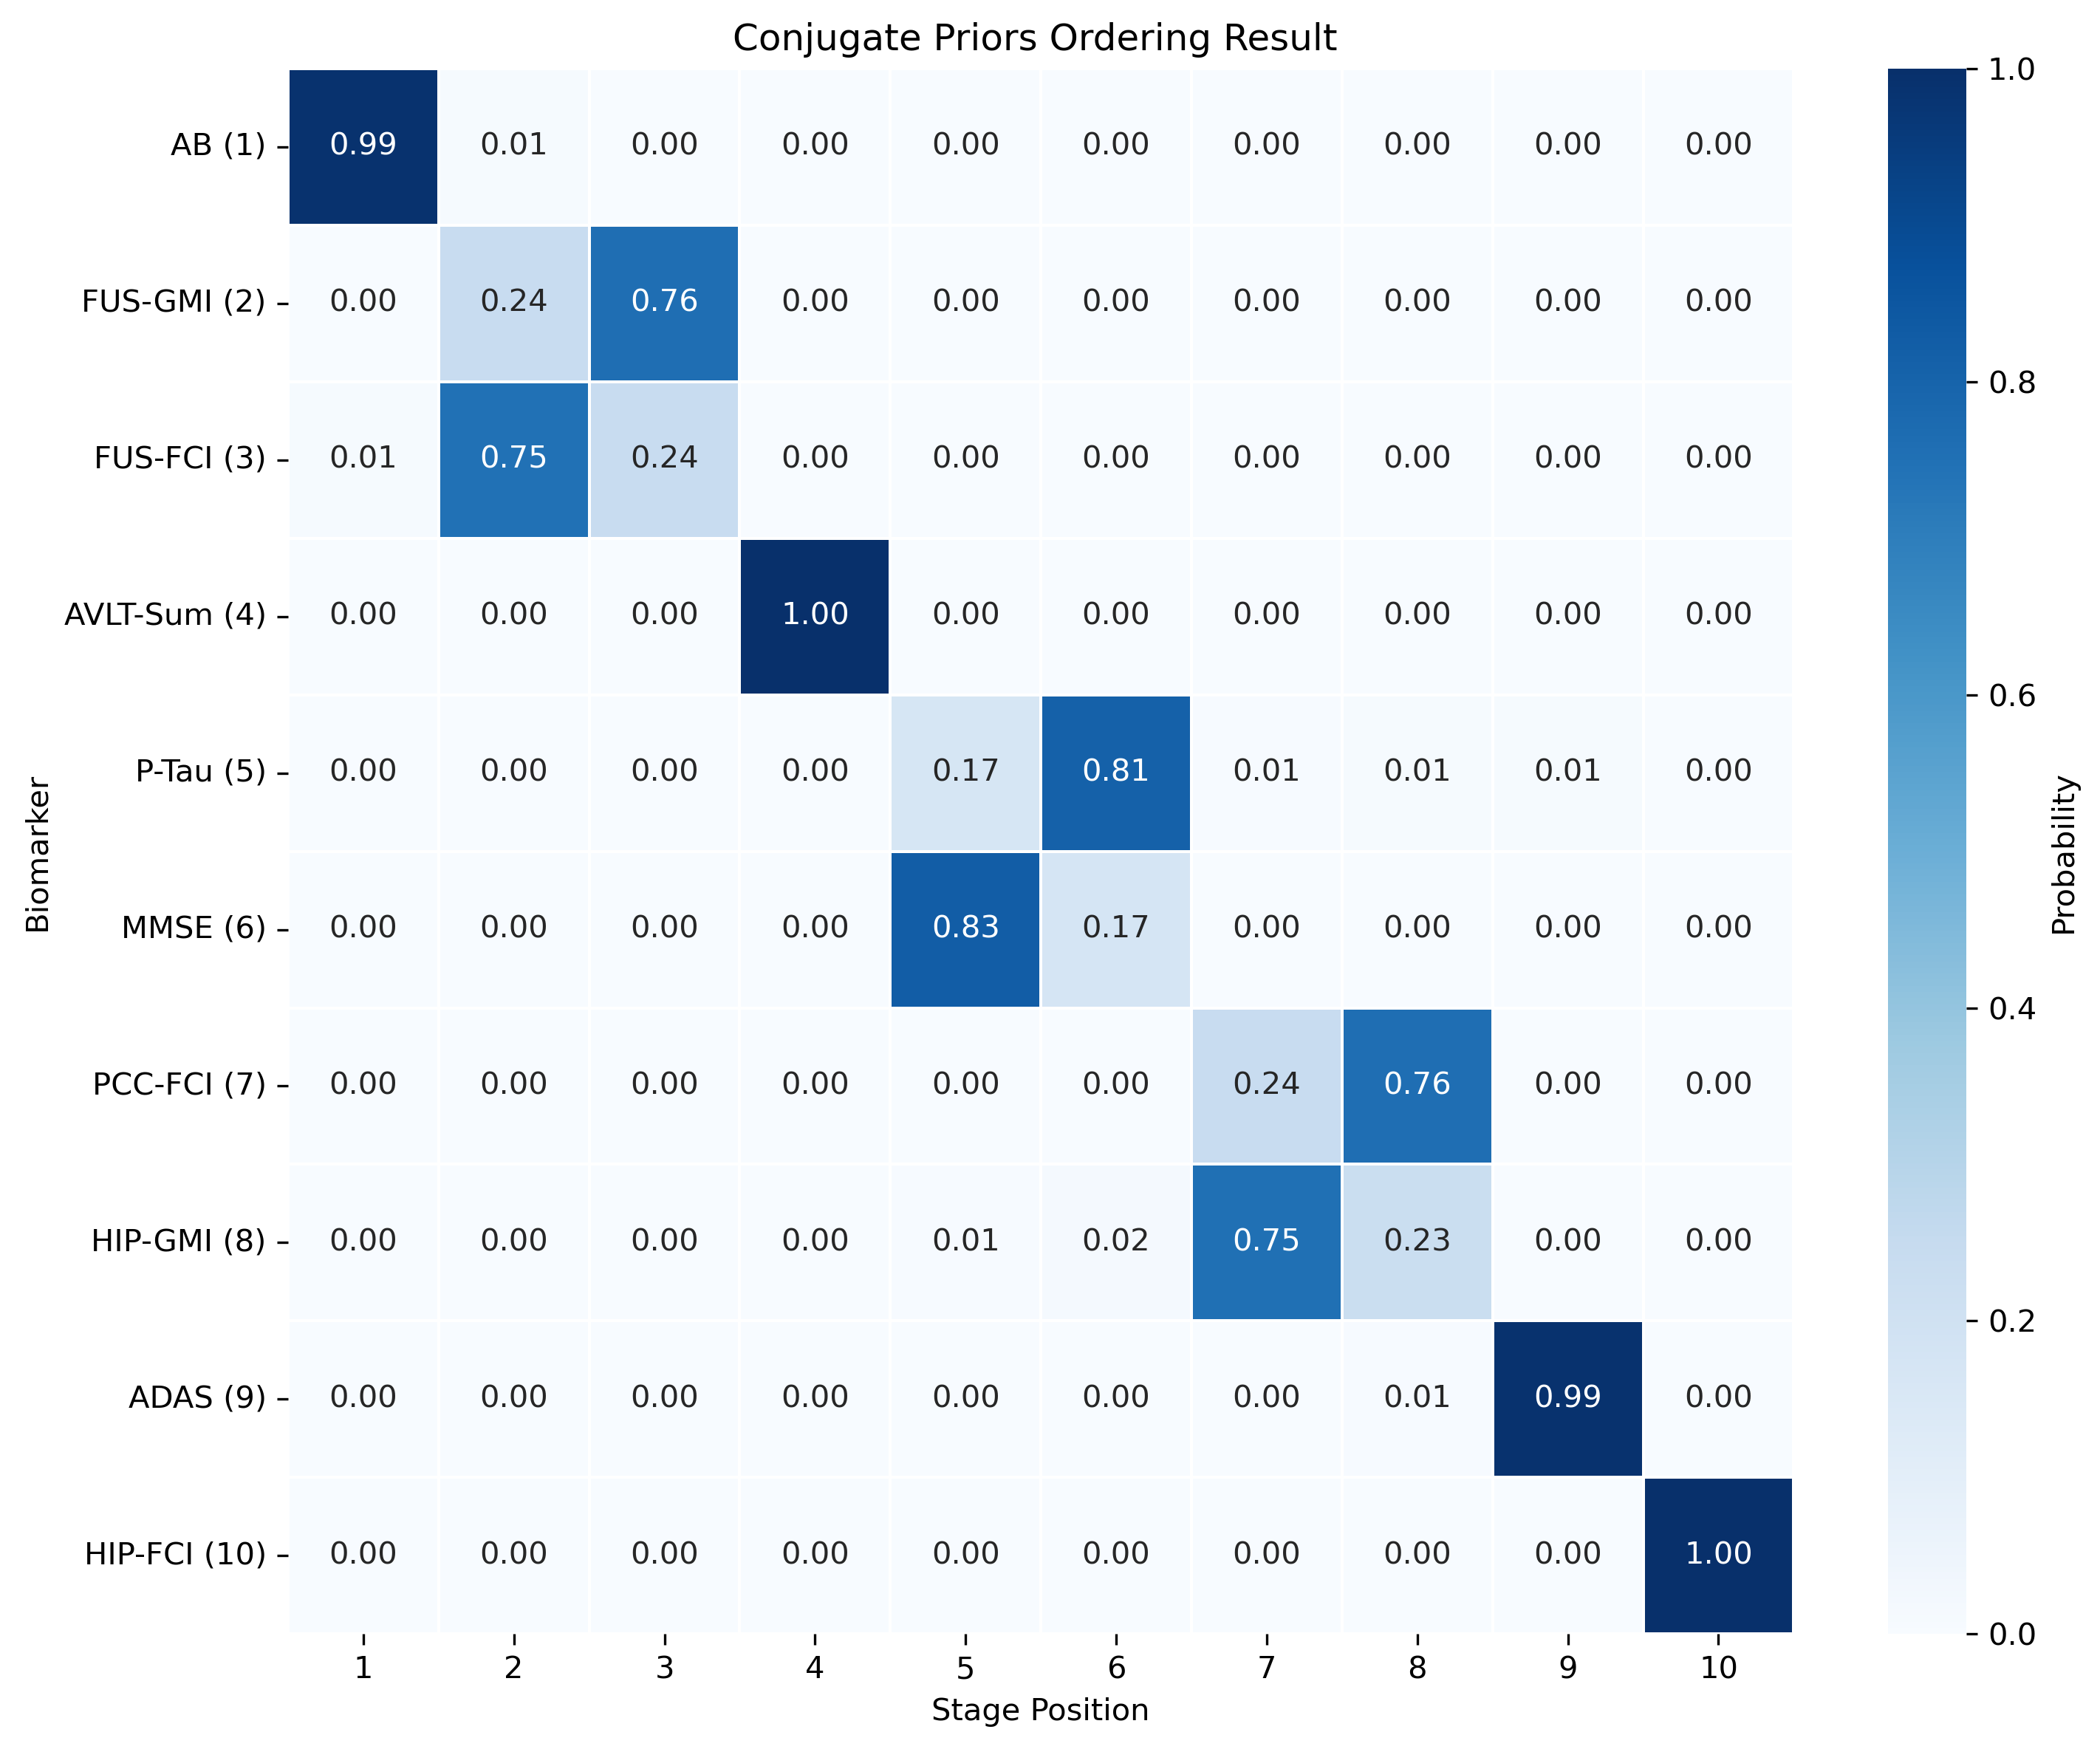 Conjugate Priors Ordering Result
AB (1) 0.99 0.01 0.00 0.00 0.00 0.00 0.00 0.00 0.00 0.00
FUS-GMI (2) 0.00 0.24 0.76 0.00 0.00 0.00 0.00 0.00 0.00 0.00
FUS-FCI (3) 0.01 0.75 0.24 0.00 0.00 0.00 0.00 0.00 0.00 0.00
AVLT-Sum (4) 0.00 0.00 0.00 1.00 0.00 0.00 0.00 0.00 0.00 0.00
P-Tau (5) 0.00 0.00 0.00 0.00 0.17 0.81 0.01 0.01 0.01 0.00
MMSE (6) 0.00 0.00 0.00 0.00 0.83 0.17 0.00 0.00 0.00 0.00
PCC-FCI (7) 0.00 0.00 0.00 0.00 0.00 0.00 0.24 0.76 0.00 0.00
HIP-GMI (8) 0.00 0.00 0.00 0.00 0.01 0.02 0.75 0.23 0.00 0.00
ADAS (9) 0.00 0.00 0.00 0.00 0.00 0.00 0.00 0.01 0.99 0.00
HIP-FCI (10) 0.00 0.00 0.00 0.00 0.00 0.00 0.00 0.00 0.00 1.00
1 2 3 4 5 6 7 8 9 10
Stage Position
Biomarker
1.0
0.8
0.6
0.4
0.2
0.0
Probability